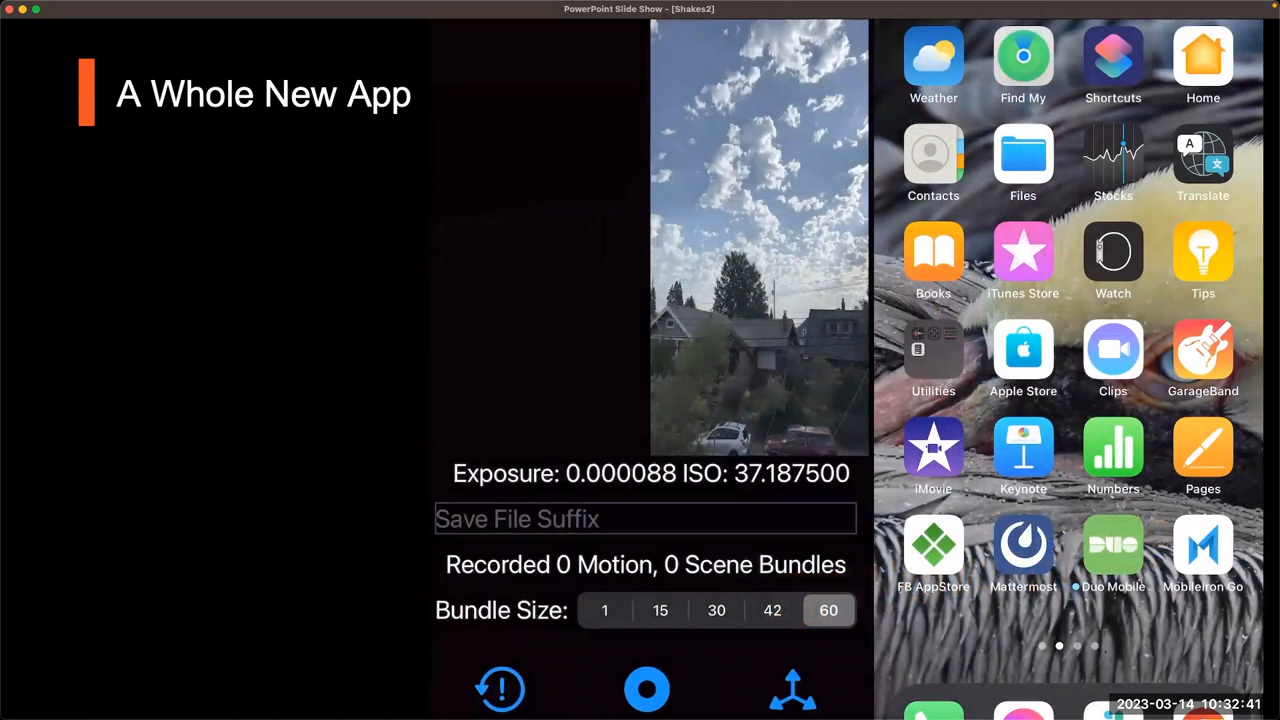 PowerPoint Slide Show - [Shakes2]
A Whole New App
Exposure: 0.000088 ISO: 37.187500
Save File Suffix
Recorded 0 Motion, 0 Scene Bundles
Bundle Size: 1 15 30 42 60
Weather Find My Shortcuts Home
Contacts Files Stocks Translate
Books iTunes Store Watch Tips
Utilities Apple Store Clips GarageBand
iMovie Keynote Numbers Pages
DUO
FB AppStore Mattermost Duo Mobile MobileIron Go
2023-03-14 10:32:41